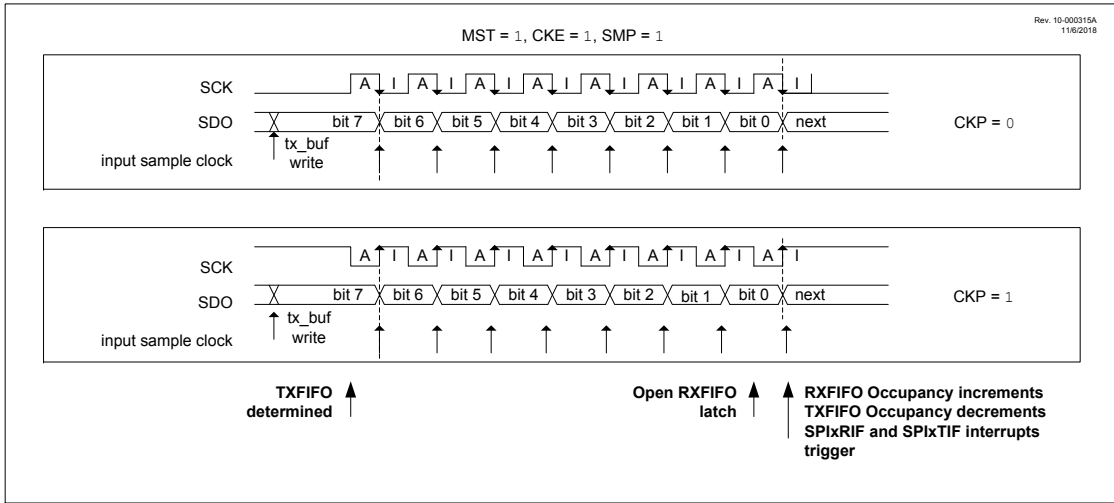 Rev. 10-000315A
11/6/2018
MST = 1, CKE = 1, SMP = 1
SCK
A I A I A I A I A I A I A I A I
SDO
bit 7 bit 6 bit 5 bit 4 bit 3 bit 2 bit 1 bit 0 next
CKP = 0
tx_buf
write
input sample clock
SCK
A I A I A I A I A I A I A I A I
SDO
bit 7 bit 6 bit 5 bit 4 bit 3 bit 2 bit 1 bit 0 next
CKP = 1
tx_buf
write
input sample clock
TXFIFO
determined
Open RXFIFO
latch
RXFIFO Occupancy increments
TXFIFO Occupancy decrements
SPIxRIF and SPIxTIF interrupts
trigger